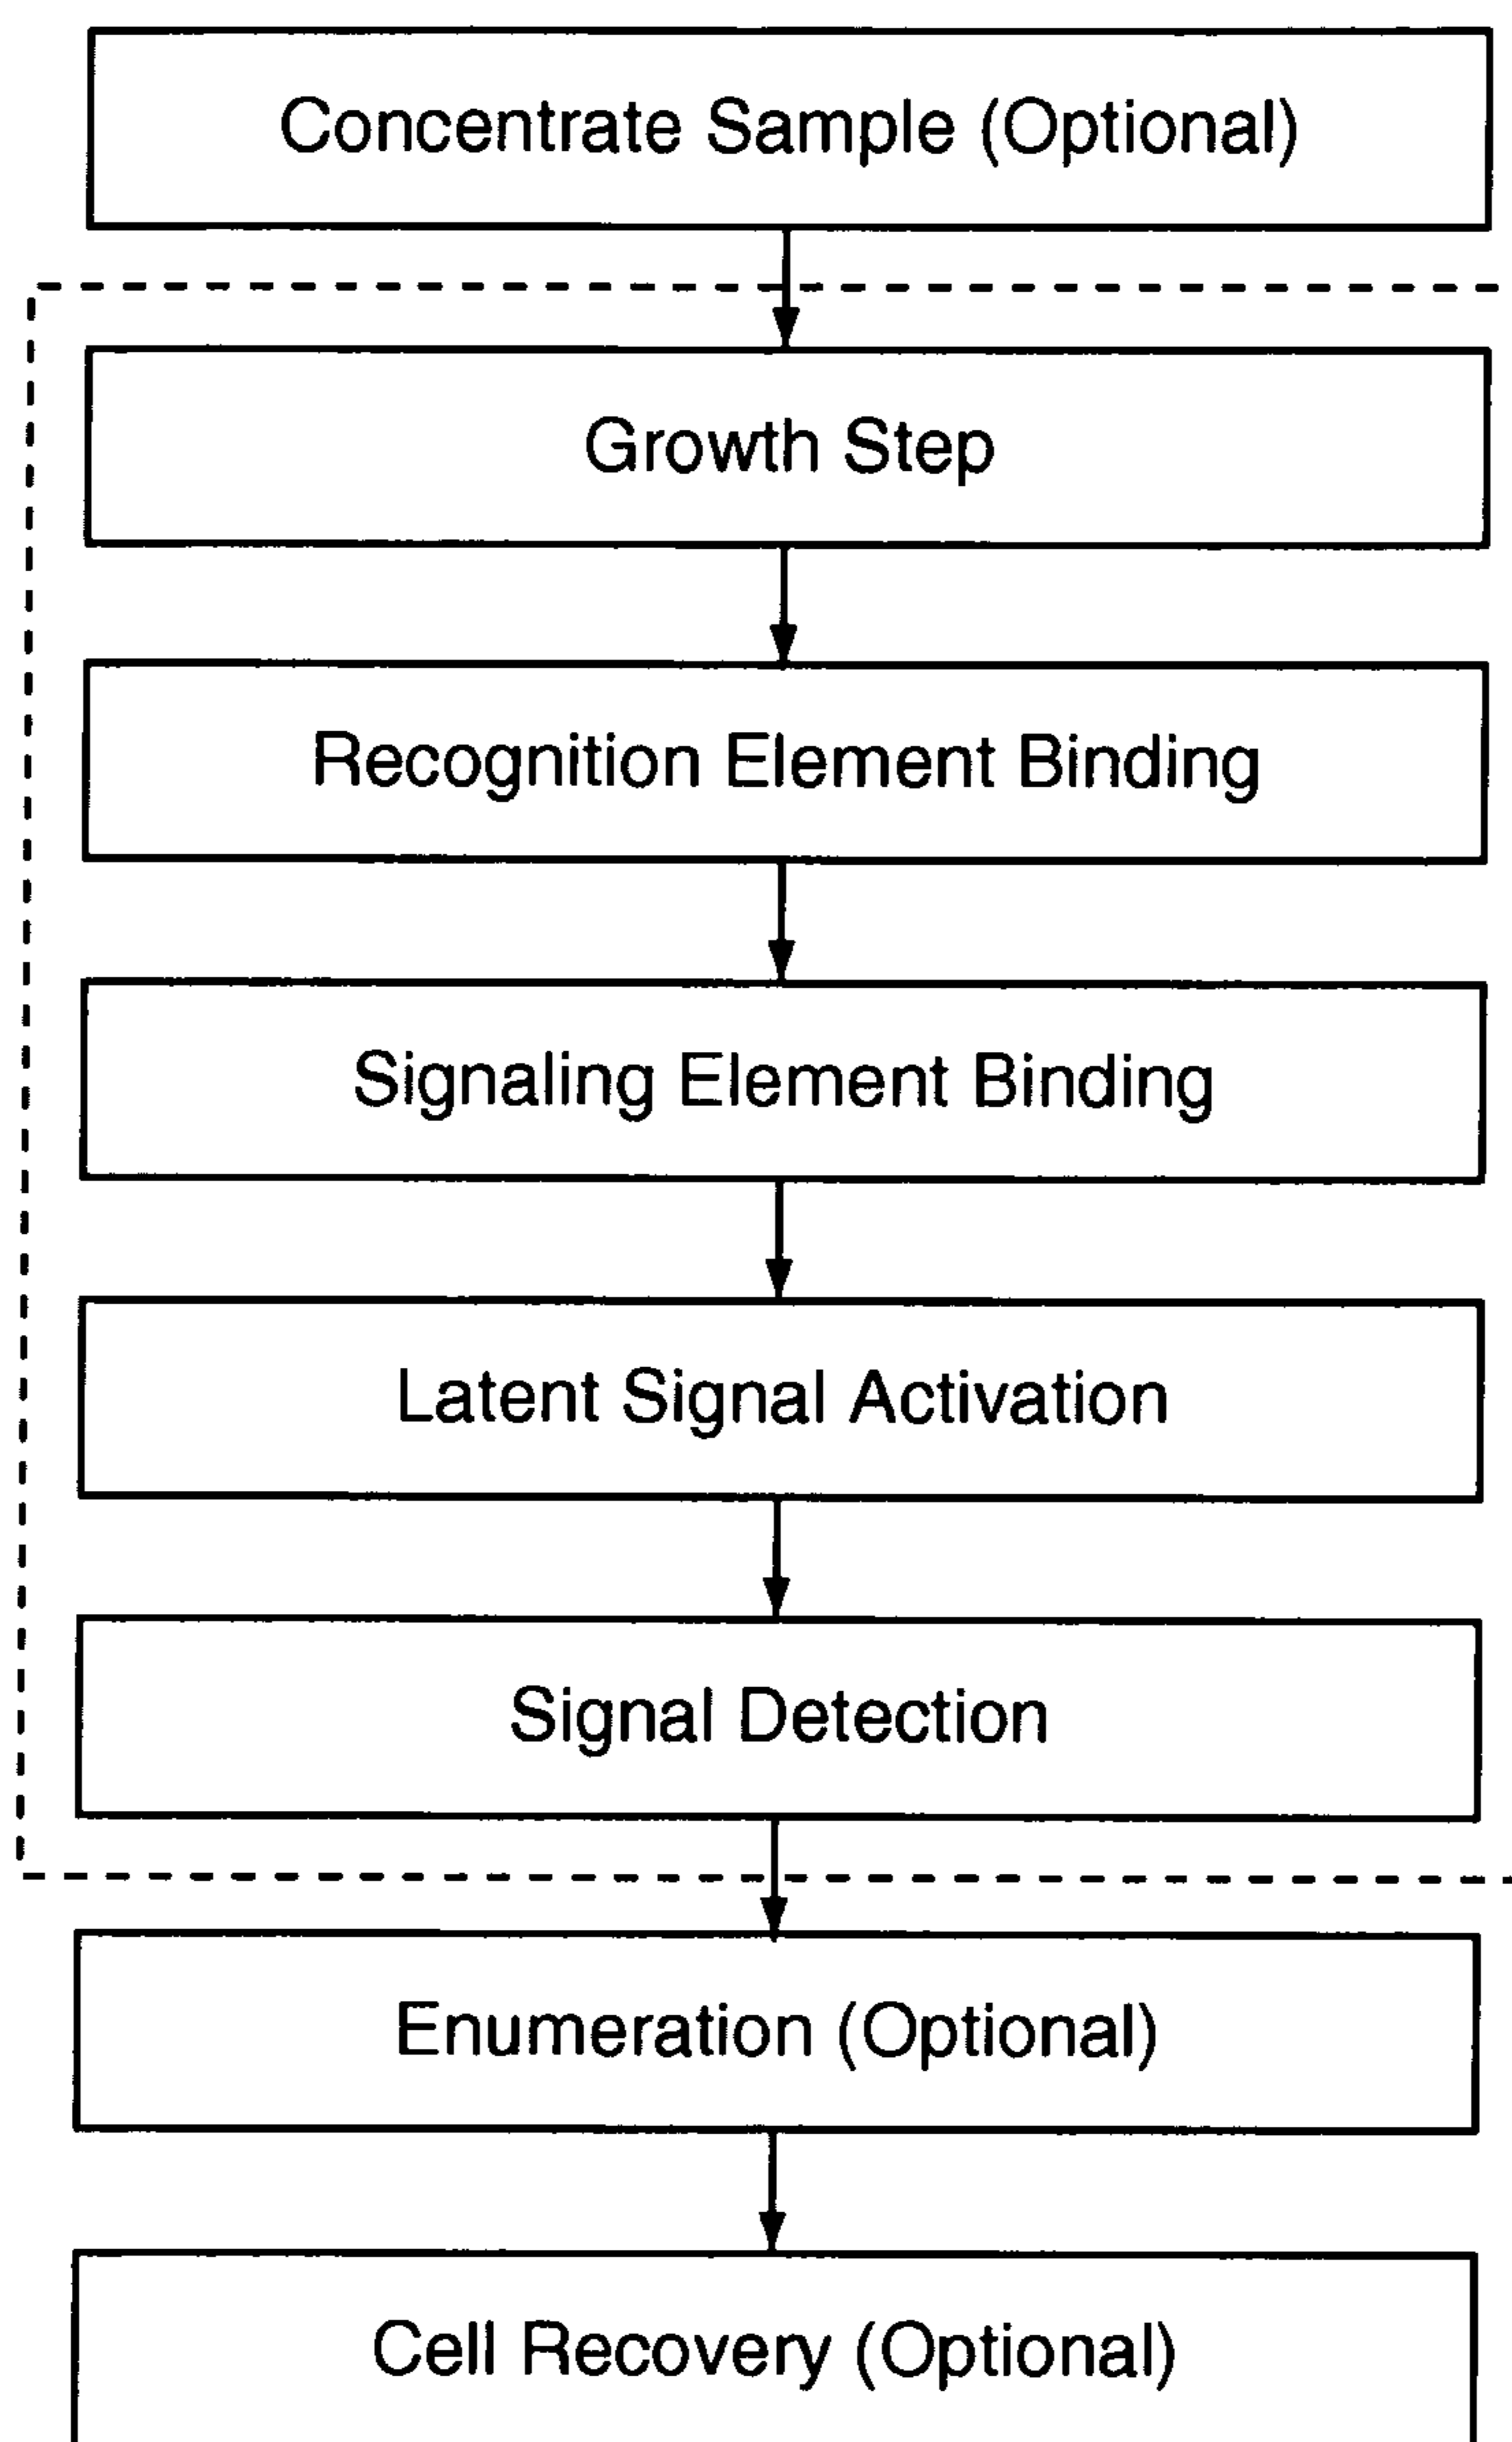 Concentrate Sample (Optional)
Growth Step
Recognition Element Binding
Signaling Element Binding
Latent Signal Activation
Signal Detection
Enumeration (Optional)
Cell Recovery (Optional)